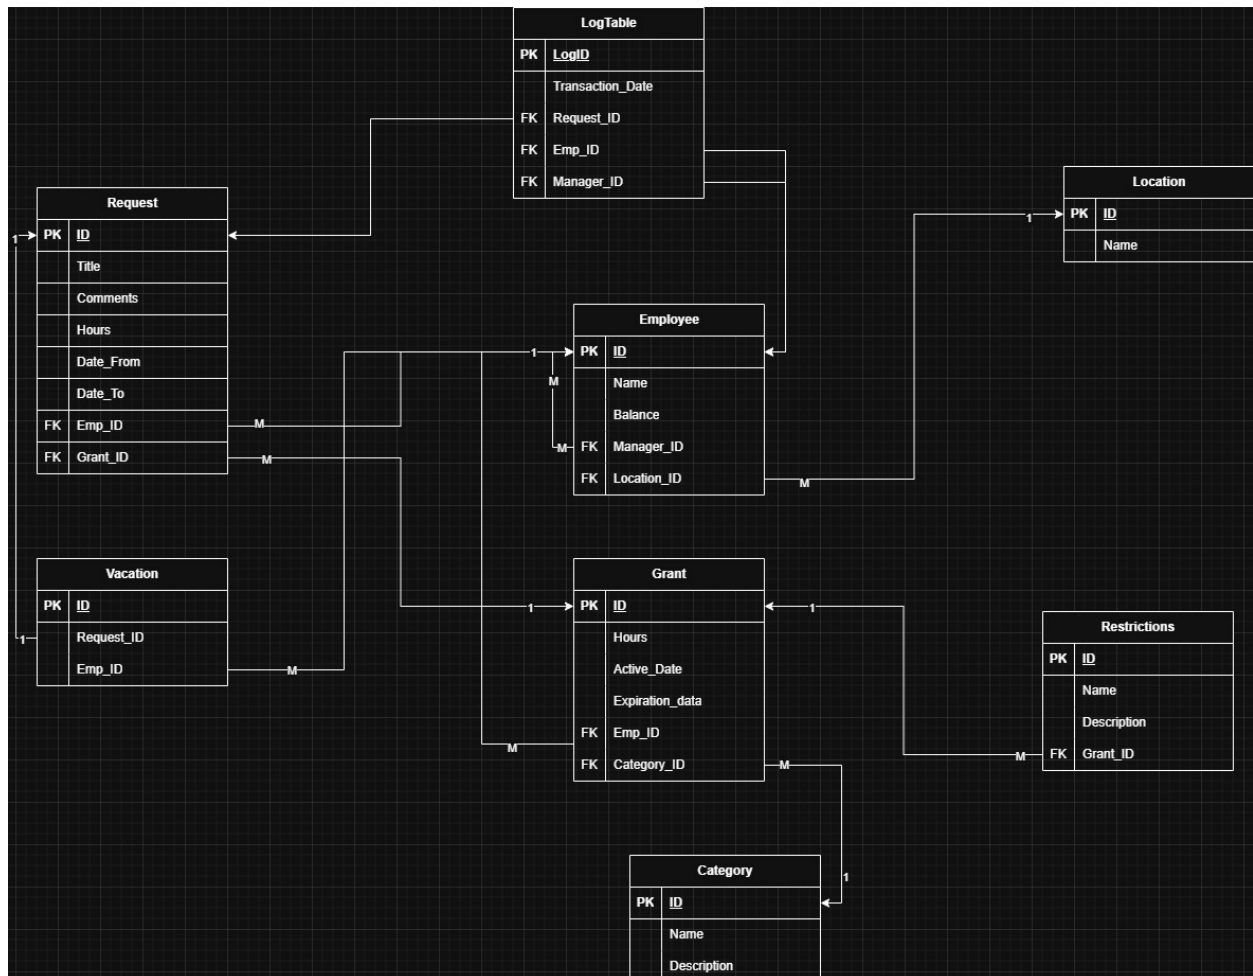 LogTable
PK LogID
Transaction_Date
FK Request_ID
FK Emp_ID
FK Manager_ID
Location
PK ID
Name
1
Request
PK ID
Title
Comments
Hours
Date_From
Date_To
FK Emp_ID
FK Grant_ID
1
M
M
Employee
PK ID
Name
Balance
FK Manager_ID
FK Location_ID
1
M
M
M
Vacation
PK ID
Request_ID
Emp_ID
1
M
Grant
PK ID
Hours
Active_Date
Expiration_data
FK Emp_ID
FK Category_ID
1
1
M
M
Restrictions
PK ID
Name
Description
FK Grant_ID
M
Category
PK ID
Name
Description
1